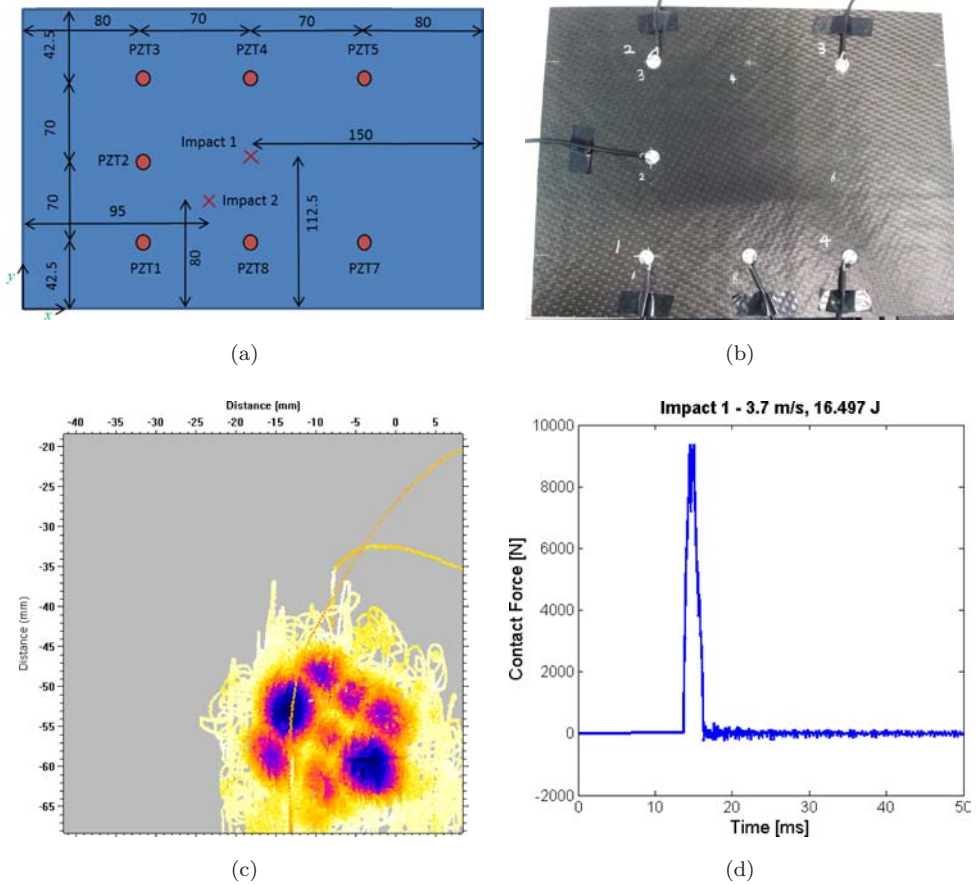 80
70
70
80
42.5
PZT3
PZT4
PZT5
70
Impact 1
150
PZT2
Impact 2
70
95
112.5
80
42.5
PZT1
PZT8
PZT7
y
x
2
3
3
4
2
6
1
4
(a)
(b)
Distance [mm]
-40 -35 -30 -25 -20 -15 -10 -5 0 5
-20
-25
-30
-35
-40
-45
-50
-55
-60
-65
Distance (mm)
(c)
Impact 1 - 3.7 m/s, 16.497 J
10000
8000
6000
4000
2000
0
-2000
Contact Force [N]
0 10 20 30 40 50
Time [ms]
(d)